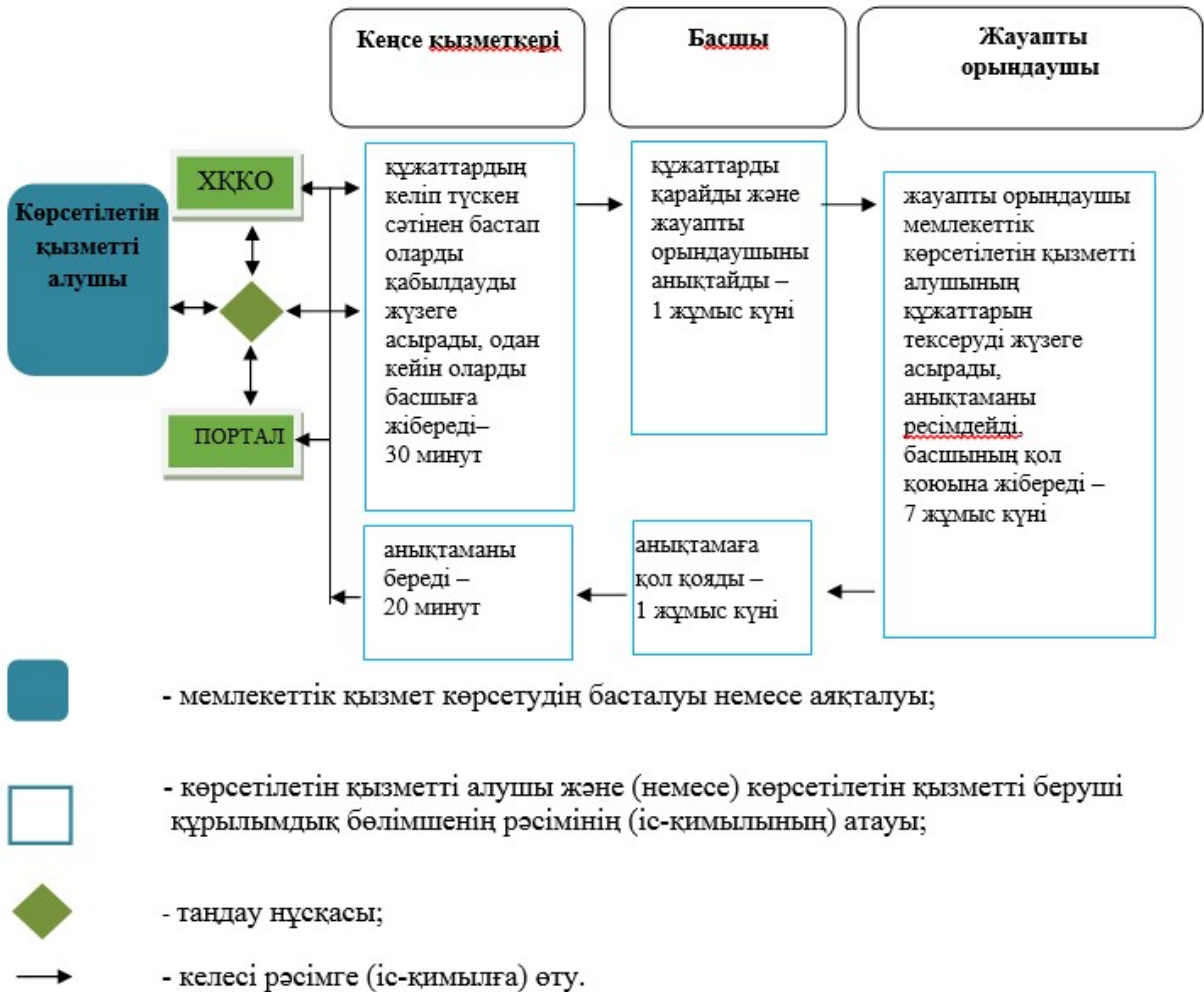 Кеңсе қызметкері
Басшы
Жауапты
орындаушы
ХҚКО
Көрсетілетін
қызметті
алушы
ПОРТАЛ
құжаттардың
келіп түскен
сәтінен бастап
оларды
қабылдауды
жүзеге
асырады, одан
кейін оларды
басшыға
жібереді–
30 минут
құжаттарды
қарайды және
жауапты
орындаушыны
анықтайды –
1 жұмыс күні
жауапты орындаушы
мемлекеттік
көрсетілетін қызметті
алушының
құжаттарын
тексеруді жүзеге
асырады,
анықтаманы
ресімдейді,
басшының қол
қоюына жібереді –
7 жұмыс күні
анықтаманы
береді –
20 минут
анықтамаға
қол қояды –
1 жұмыс күні
- мемлекеттік қызмет көрсетудің басталуы немесе аяқталуы;
- көрсетілетін қызметті алушы және (немесе) көрсетілетін қызметті беруші
құрылымдық бөлімшенің рәсімінің (іс-қимылының) атауы;
- таңдау нұсқасы;
- келесі рәсімге (іс-қимылға) өту.